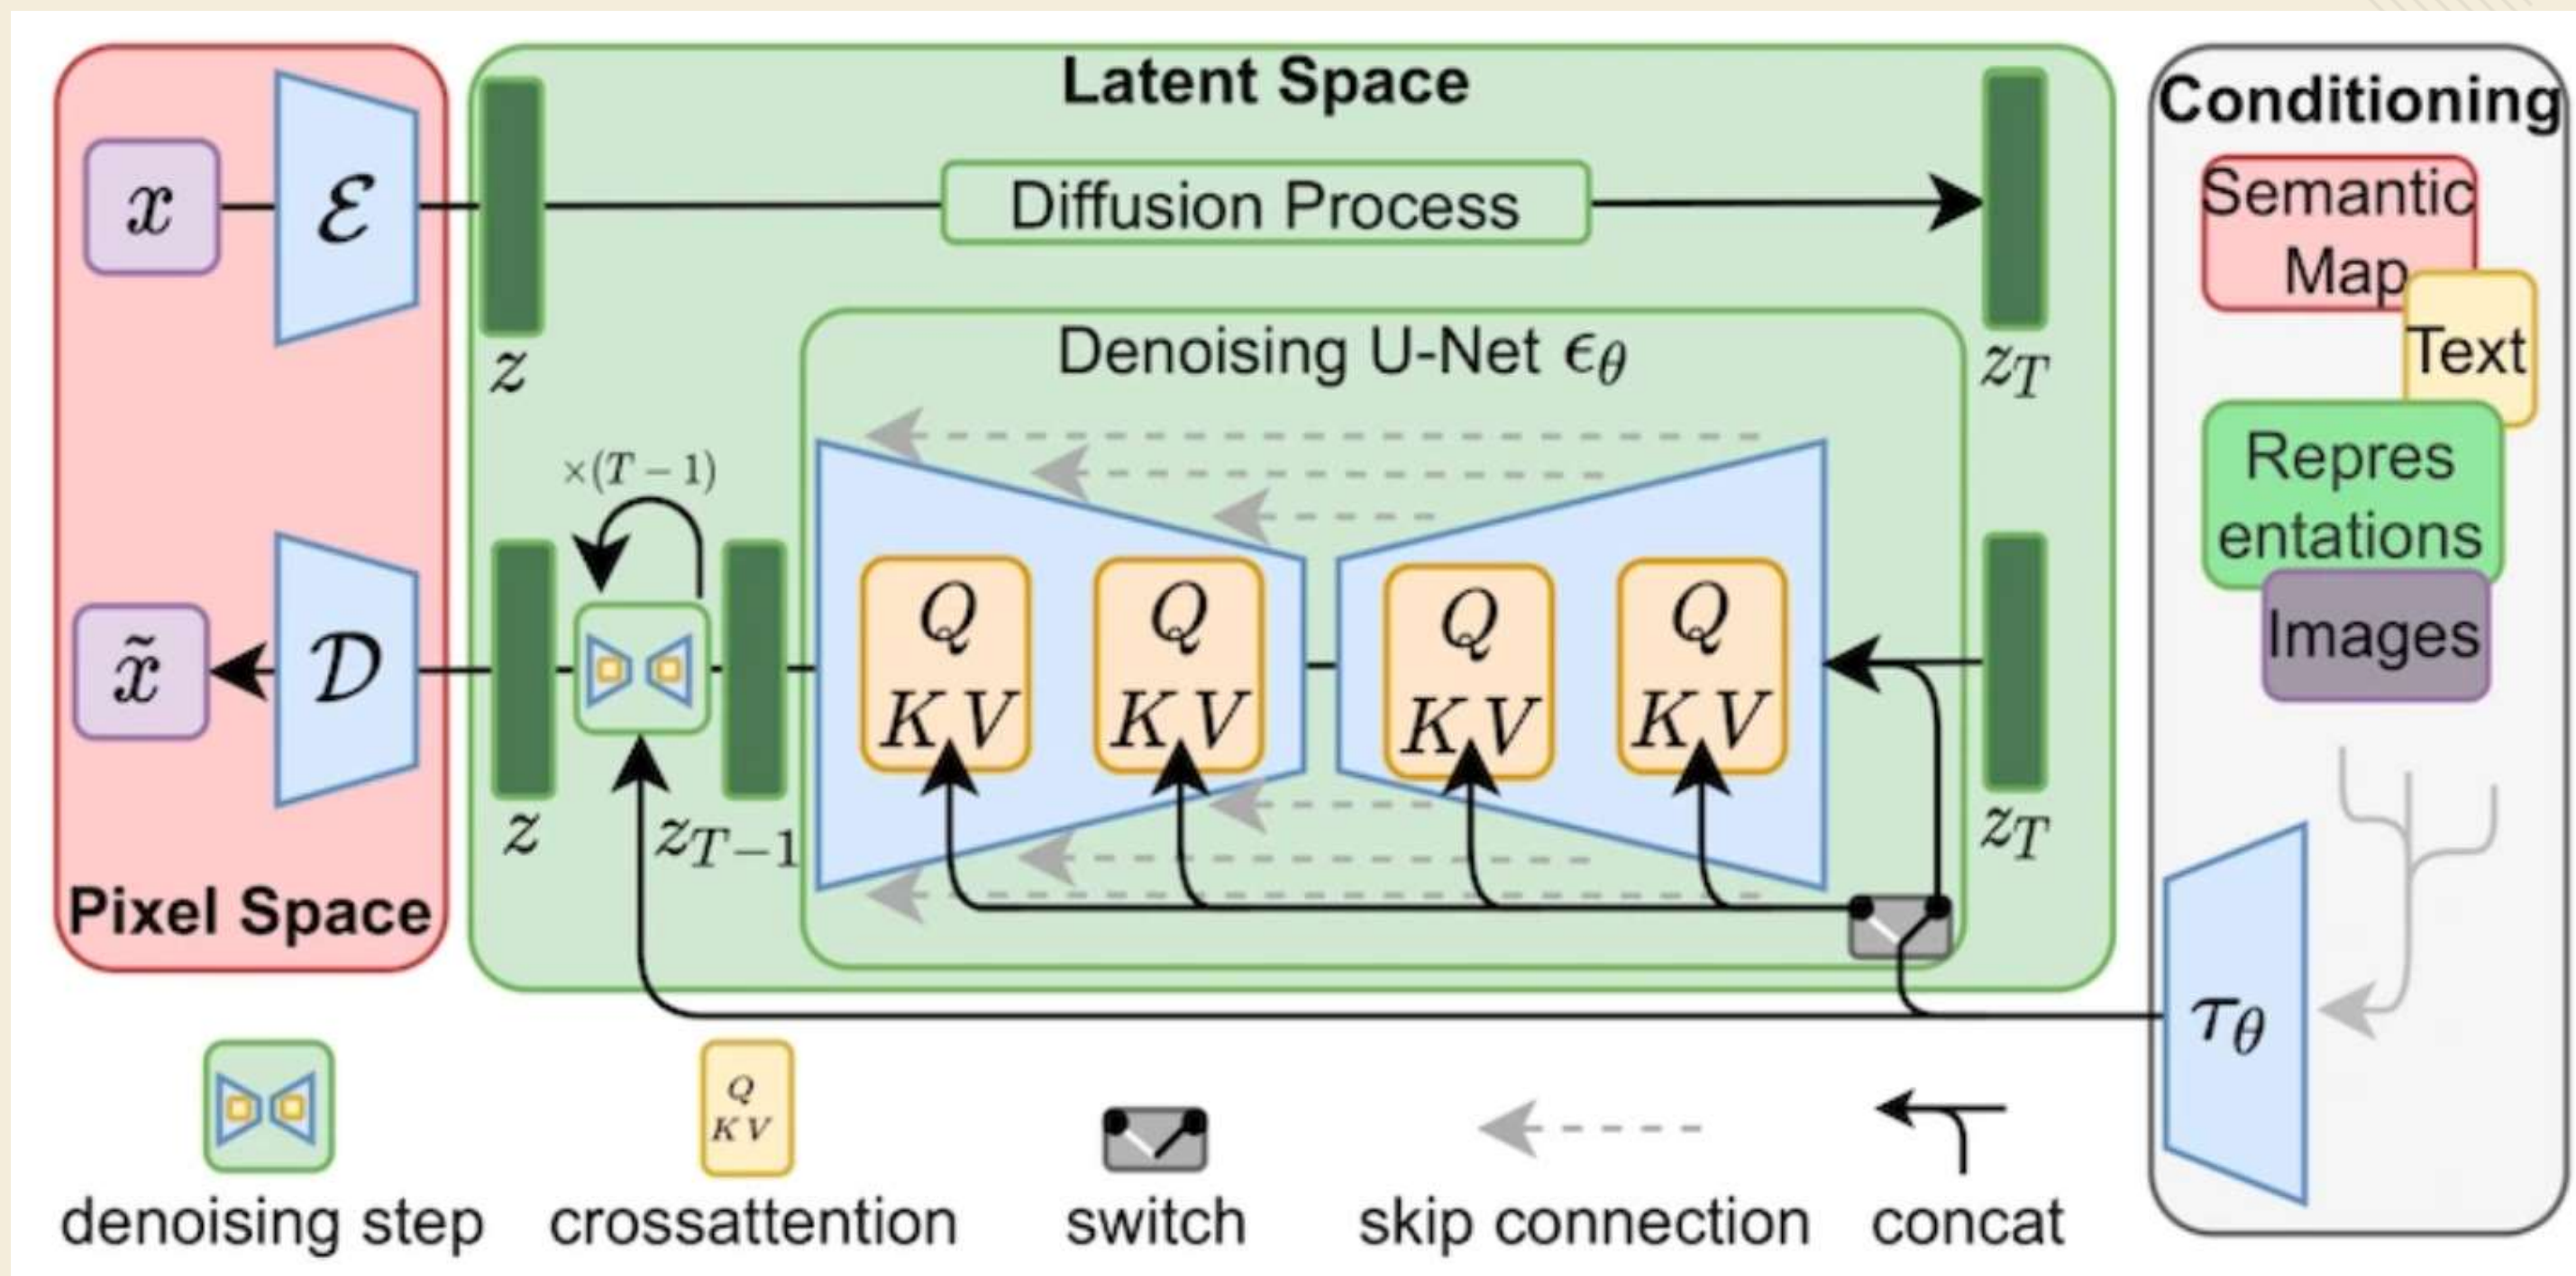 Latent Space
Conditioning
x
ℰ
Diffusion Process
z
z_T
Semantic
Map
Text
Repres
entations
Images
Denoising U-Net ϵ_θ
×(T − 1)
Q
K V
Q
K V
Q
K V
Q
K V
x̃
𝒟
z
z_{T−1}
z_T
Pixel Space
τ_θ
Q
K V
denoising step
crossattention
switch
skip connection
concat